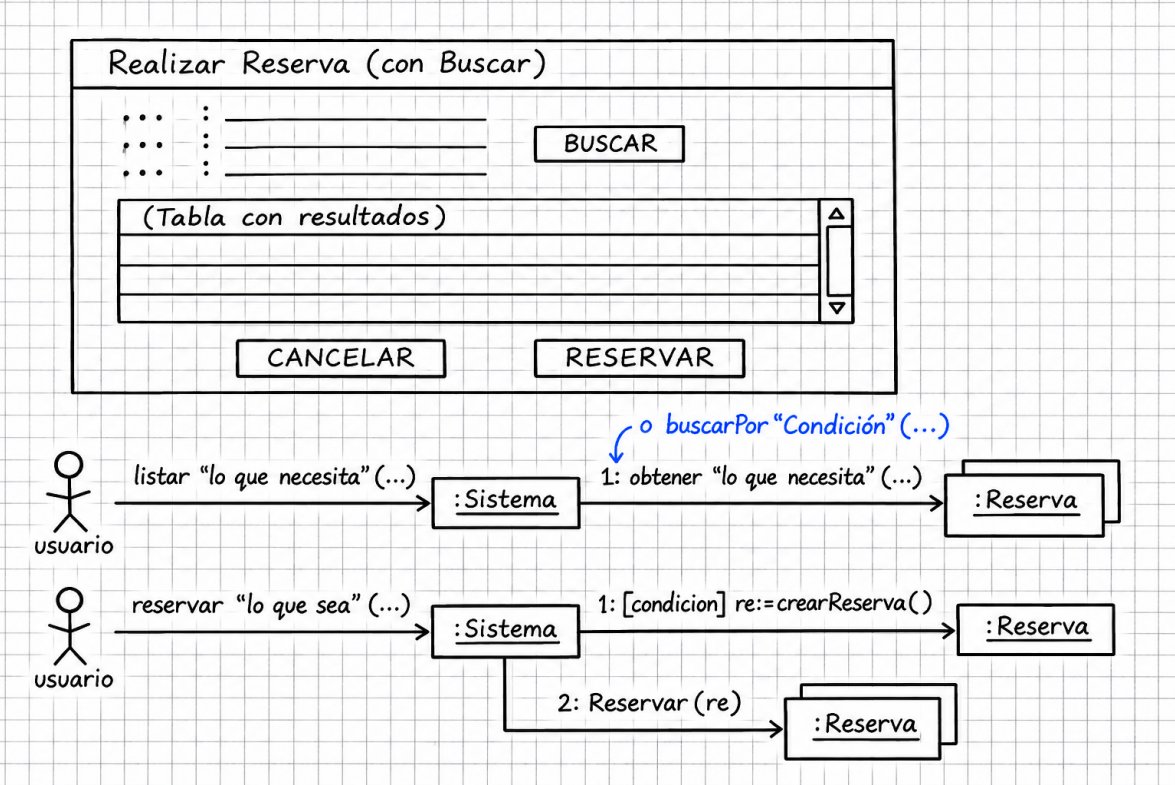 Realizar Reserva (con Buscar)
... :
... :
... :
BUSCAR
(Tabla con resultados)
CANCELAR
RESERVAR
o buscarPor "Condición" (...)
listar "lo que necesita" (...)
:Sistema
1: obtener "lo que necesita" (...)
:Reserva
usuario
reservar "lo que sea" (...)
:Sistema
1: [condicion] re:=crearReserva()
:Reserva
usuario
2: Reservar (re)
:Reserva